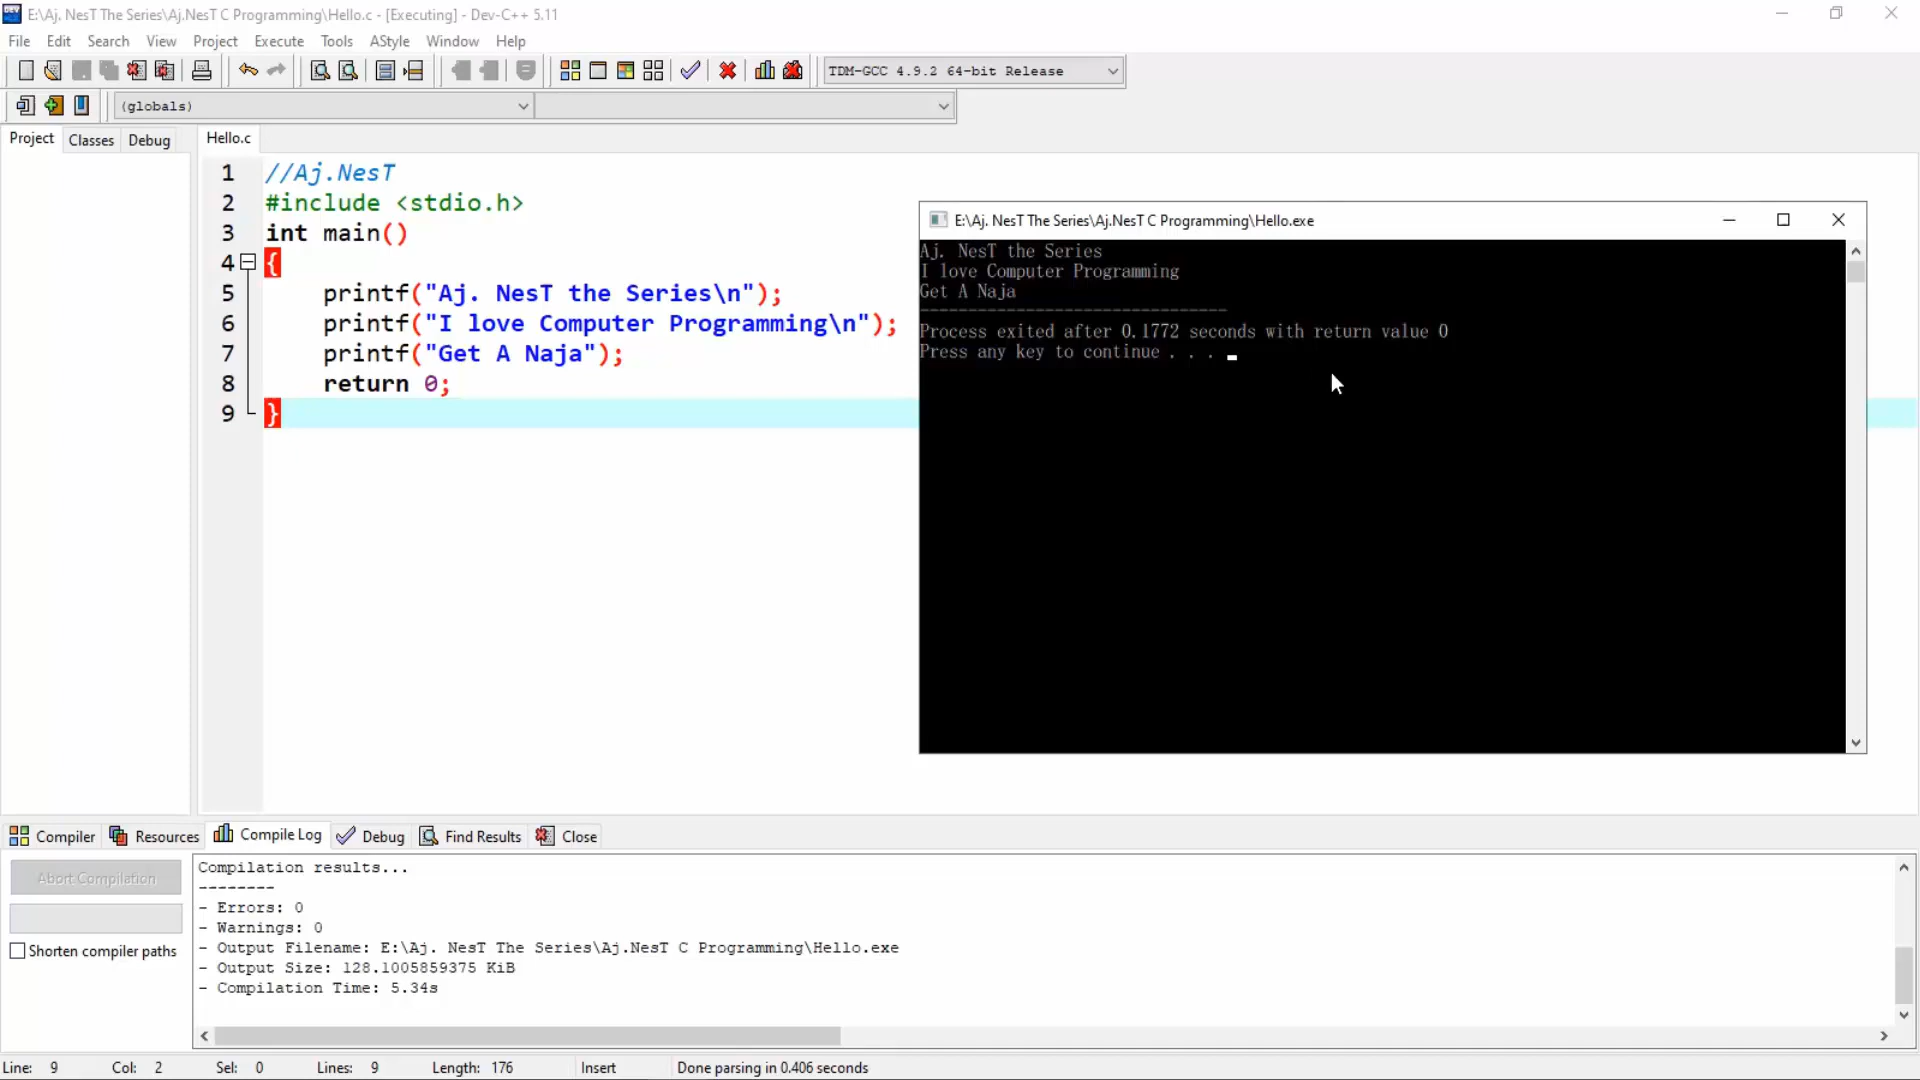 E:\Aj. NesT The Series\Aj.NesT C Programming\Hello.c - [Executing] - Dev-C++ 5.11
File Edit Search View Project Execute Tools AStyle Window Help
TDM-GCC 4.9.2 64-bit Release
(globals)
Project Classes Debug Hello.c
1 //Aj.NesT
2 #include <stdio.h>
3 int main()
4 {
5 printf("Aj. NesT the Series\n");
6 printf("I love Computer Programming\n");
7 printf("Get A Naja");
8 return 0;
9 }
E:\Aj. NesT The Series\Aj.NesT C Programming\Hello.exe
Aj. NesT the Series
I love Computer Programming
Get A Naja
--------------------------------
Process exited after 0.1772 seconds with return value 0
Press any key to continue . . .
Compiler Resources Compile Log Debug Find Results Close
Abort Compilation
Shorten compiler paths
Compilation results...
--------
- Errors: 0
- Warnings: 0
- Output Filename: E:\Aj. NesT The Series\Aj.NesT C Programming\Hello.exe
- Output Size: 128.1005859375 KiB
- Compilation Time: 5.34s
Line: 9 Col: 2 Sel: 0 Lines: 9 Length: 176 Insert Done parsing in 0.406 seconds